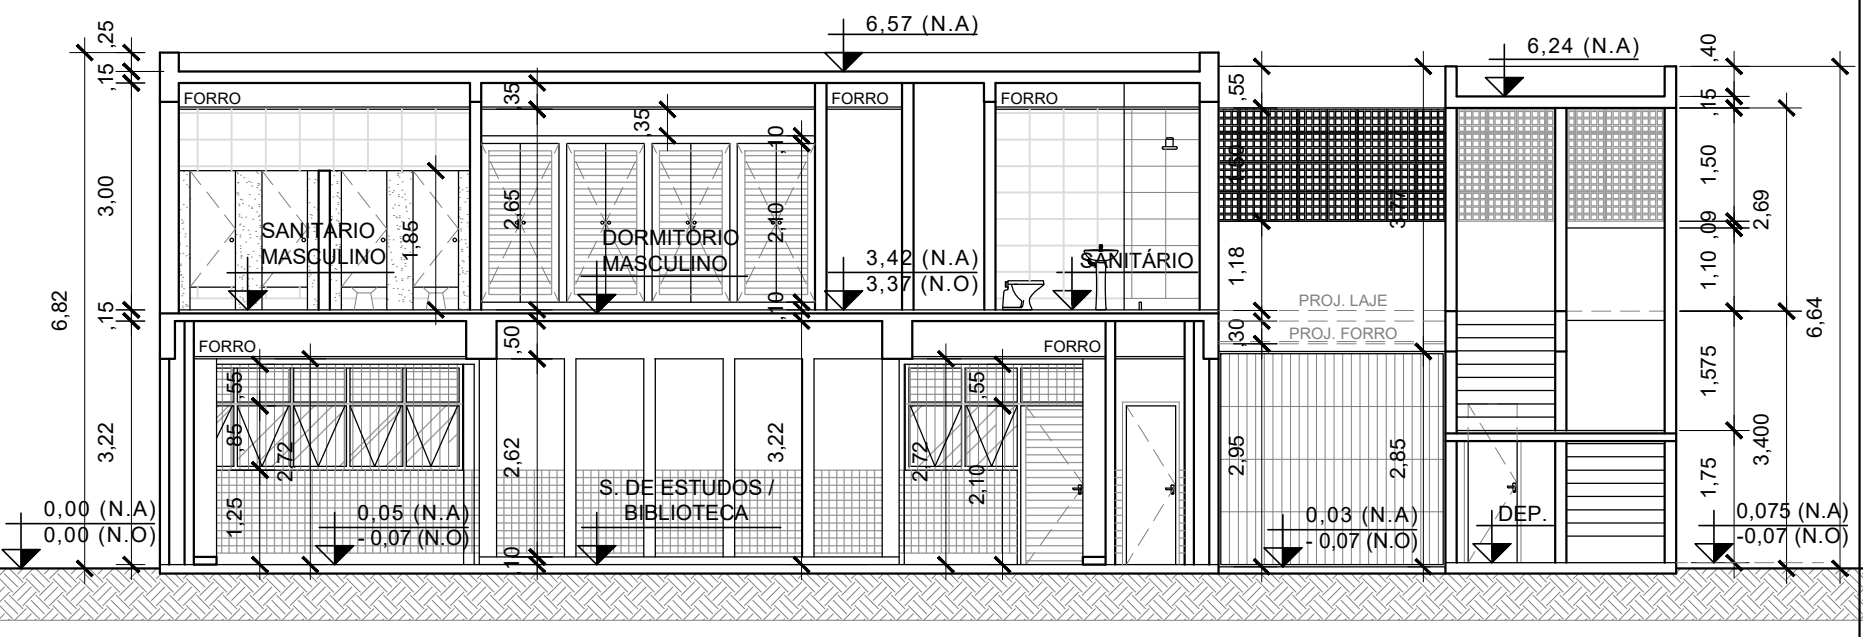 6,57 (N.A)
6,24 (N.A)
,25
,15
3,00
,15
3,22
6,82
FORRO
FORRO
FORRO
,35
,35
,10
2,65
2,10
,10
1,85
SANITÁRIO
MASCULINO
DORMITÓRIO
MASCULINO
3,42 (N.A)
3,37 (N.O)
SANITÁRIO
,55
3,77
1,18
,30
PROJ. LAJE
PROJ. FORRO
,40
,15
1,50
,09
1,10
2,69
1,575
1,75
3,400
6,64
FORRO
FORRO
,50
,55
,85
2,72
1,25
2,62
,10
3,22
2,72
,55
2,10
2,95
2,85
S. DE ESTUDOS /
BIBLIOTECA
DEP.
0,00 (N.A)
0,00 (N.O)
0,05 (N.A)
- 0,07 (N.O)
0,03 (N.A)
- 0,07 (N.O)
0,075 (N.A)
-0,07 (N.O)